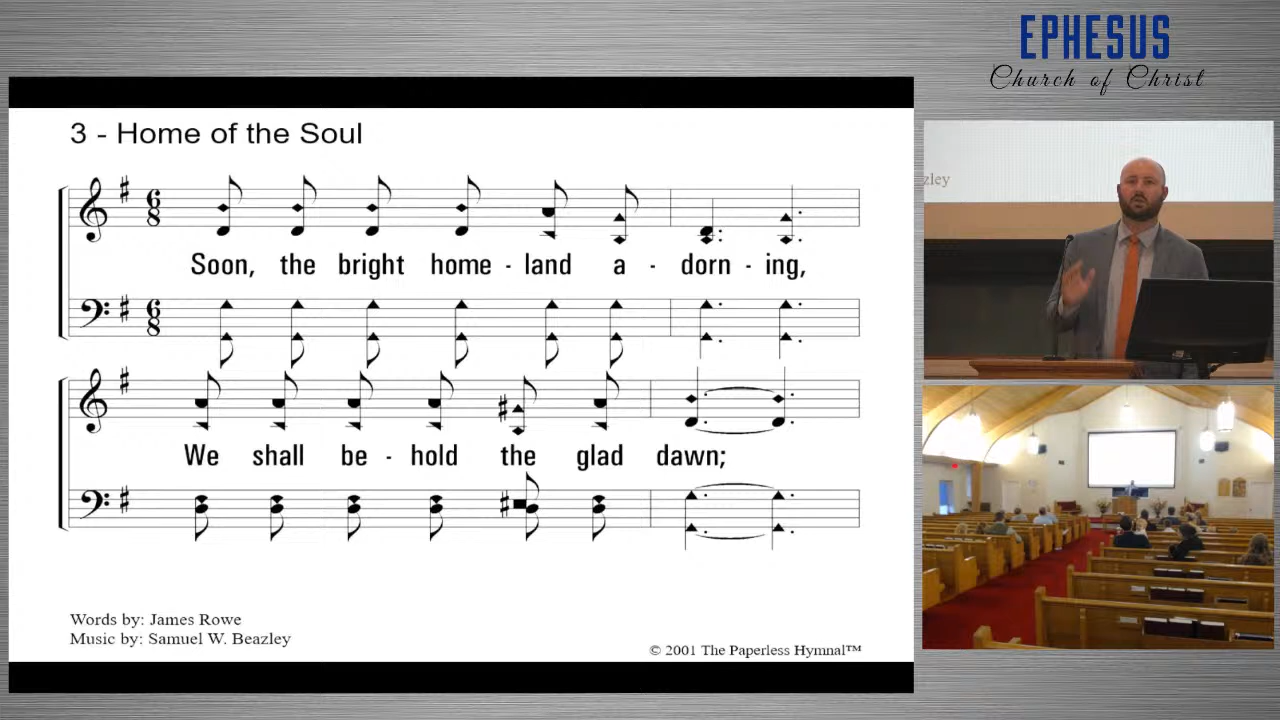 EPHESUS
Church of Christ
3 - Home of the Soul
Soon, the bright home - land a - dorn - ing,
We shall be - hold the glad dawn;
Words by: James Rowe
Music by: Samuel W. Beazley
© 2001 The Paperless Hymnal™
zley